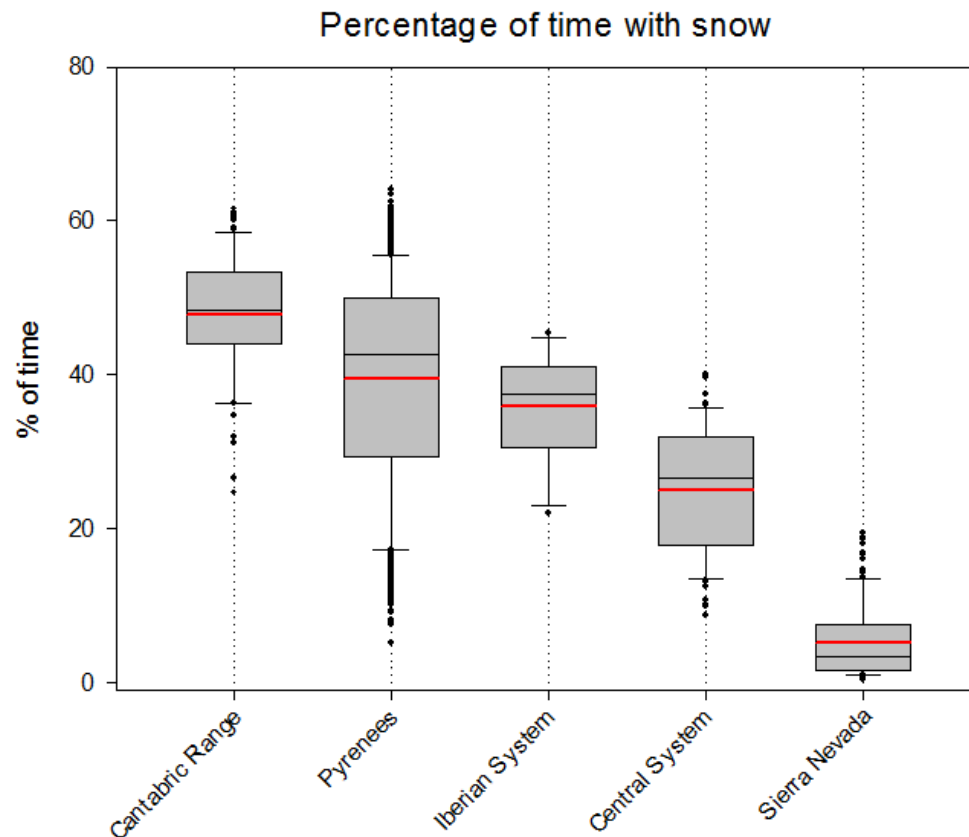 Percentage of time with snow
80
60
40
20
0
% of time
Cantabric Range
Pyrenees
Iberian System
Central System
Sierra Nevada